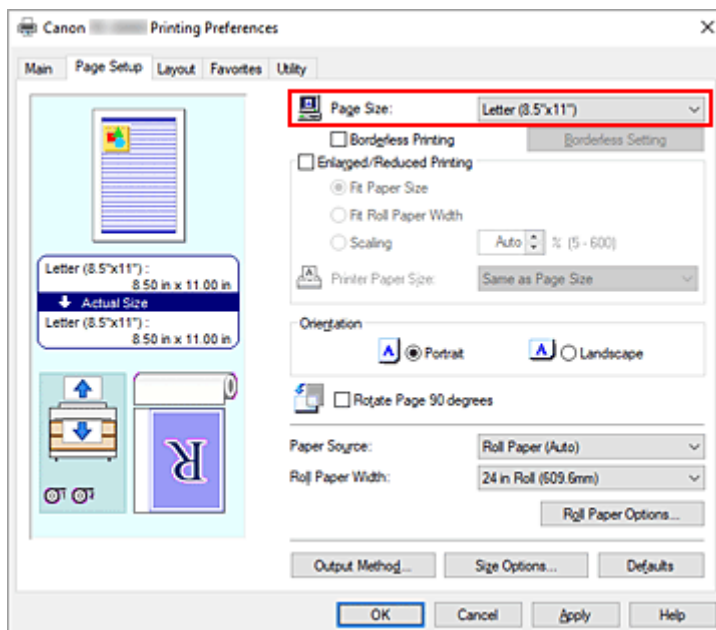 Canon Printing Preferences
Main Page Setup Layout Favorites Utility
Page Size: Letter (8.5"x11")
Borderless Printing Borderless Setting
Enlarged/Reduced Printing
Fit Paper Size
Fit Roll Paper Width
Scaling Auto % (5 - 600)
Printer Paper Size: Same as Page Size
Letter (8.5"x11") :
8.50 in x 11.00 in
Actual Size
Letter (8.5"x11") :
8.50 in x 11.00 in
Orientation
A Portrait A Landscape
Rotate Page 90 degrees
R
Paper Source: Roll Paper (Auto)
Roll Paper Width: 24 in Roll (609.6mm)
Roll Paper Options...
Output Method... Size Options... Defaults
OK Cancel Apply Help